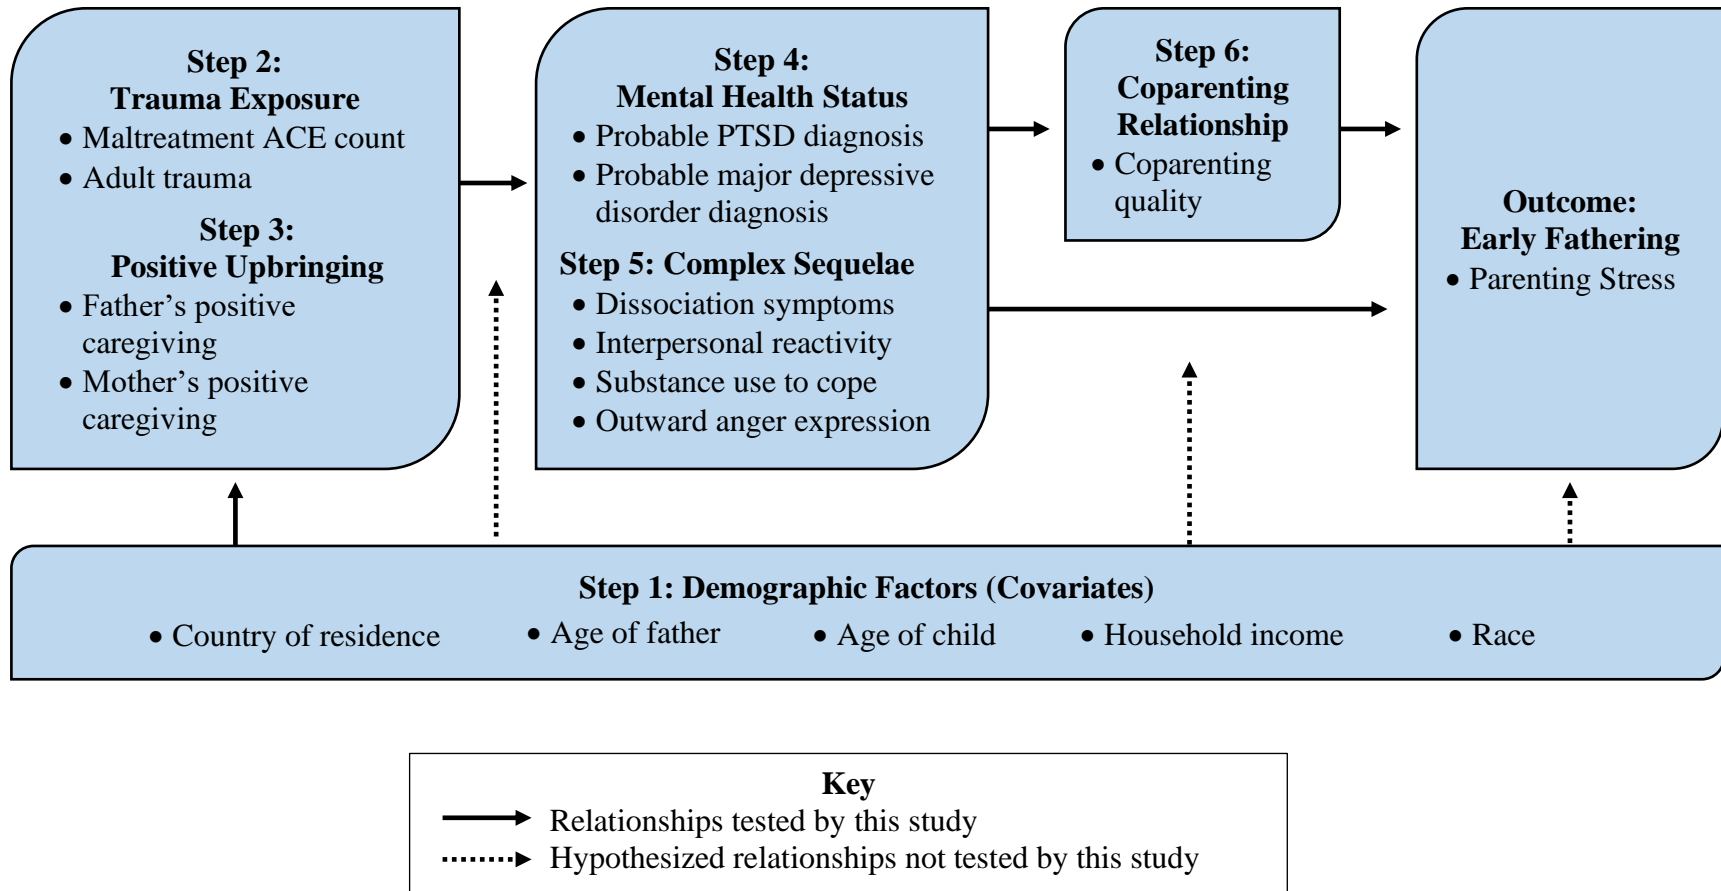 Step 2:
Trauma Exposure
• Maltreatment ACE count
• Adult trauma
Step 3:
Positive Upbringing
• Father’s positive
caregiving
• Mother’s positive
caregiving
Step 4:
Mental Health Status
• Probable PTSD diagnosis
• Probable major depressive
disorder diagnosis
Step 5: Complex Sequelae
• Dissociation symptoms
• Interpersonal reactivity
• Substance use to cope
• Outward anger expression
Step 6:
Coparenting
Relationship
• Coparenting
quality
Outcome:
Early Fathering
• Parenting Stress
Step 1: Demographic Factors (Covariates)
• Country of residence • Age of father • Age of child • Household income • Race
Key
Relationships tested by this study
Hypothesized relationships not tested by this study